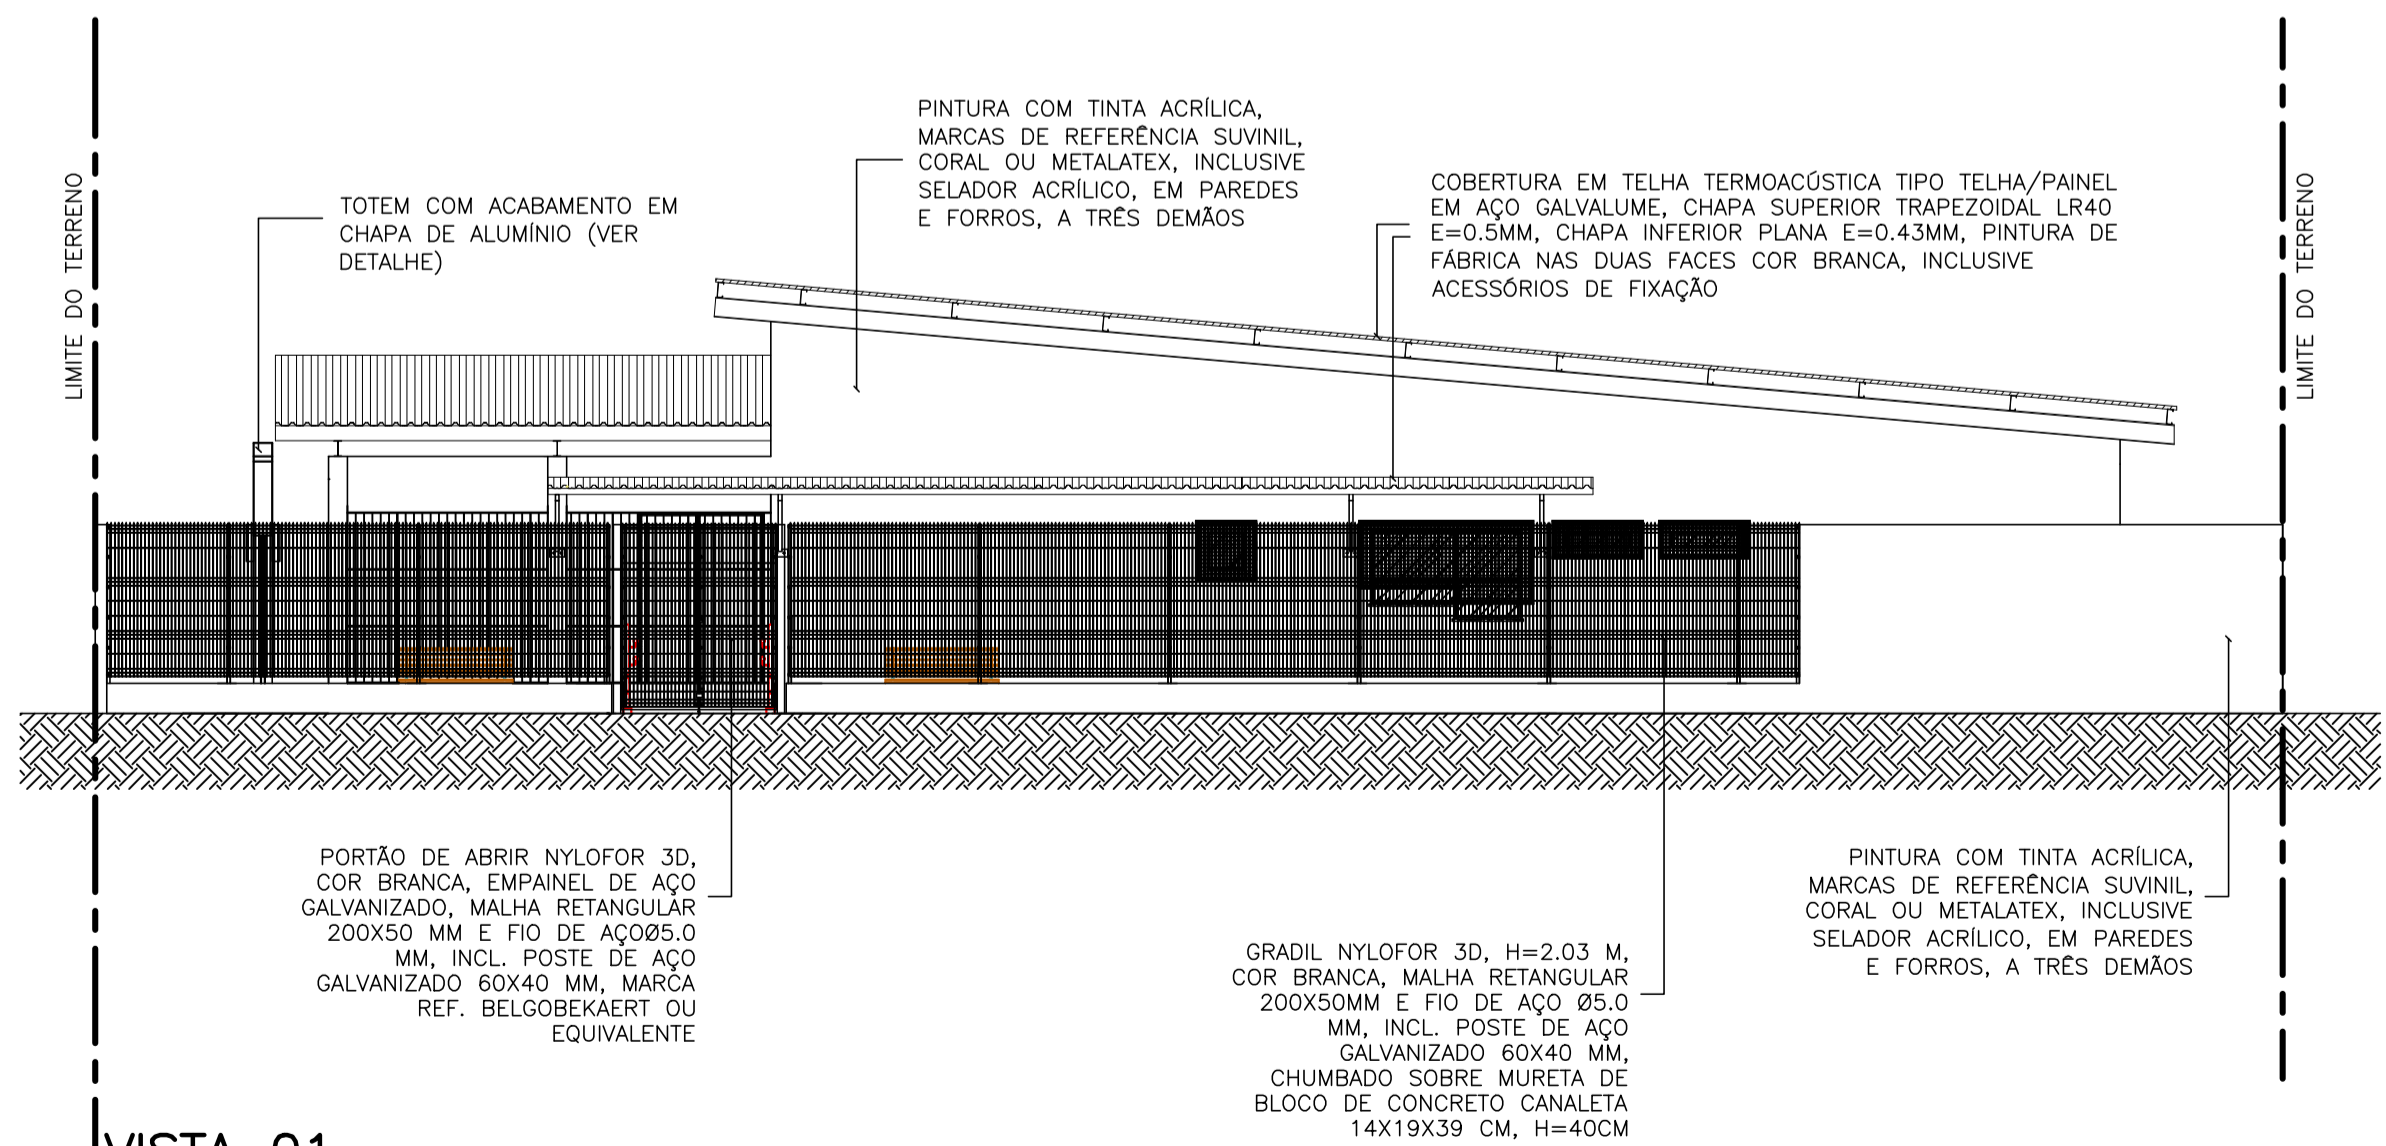 LIMITE DO TERRENO
TOTEM COM ACABAMENTO EM
CHAPA DE ALUMÍNIO (VER
DETALHE)
PINTURA COM TINTA ACRÍLICA,
MARCAS DE REFERÊNCIA SUVINIL,
CORAL OU METALATEX, INCLUSIVE
SELADOR ACRÍLICO, EM PAREDES
E FORROS, A TRÊS DEMÃOS
COBERTURA EM TELHA TERMOACÚSTICA TIPO TELHA/PAINEL
EM AÇO GALVALUME, CHAPA SUPERIOR TRAPEZOIDAL LR40
E=0.5MM, CHAPA INFERIOR PLANA E=0.43MM, PINTURA DE
FÁBRICA NAS DUAS FACES COR BRANCA, INCLUSIVE
ACESSÓRIOS DE FIXAÇÃO
LIMITE DO TERRENO
PORTÃO DE ABRIR NYLOFOR 3D,
COR BRANCA, EMPAINEL DE AÇO
GALVANIZADO, MALHA RETANGULAR
200X50 MM E FIO DE AÇOØ5.0
MM, INCL. POSTE DE AÇO
GALVANIZADO 60X40 MM, MARCA
REF. BELGOBEKAERT OU
EQUIVALENTE
GRADIL NYLOFOR 3D, H=2.03 M,
COR BRANCA, MALHA RETANGULAR
200X50MM E FIO DE AÇO Ø5.0
MM, INCL. POSTE DE AÇO
GALVANIZADO 60X40 MM,
CHUMBADO SOBRE MURETA DE
BLOCO DE CONCRETO CANALETA
14X19X39 CM, H=40CM
PINTURA COM TINTA ACRÍLICA,
MARCAS DE REFERÊNCIA SUVINIL,
CORAL OU METALATEX, INCLUSIVE
SELADOR ACRÍLICO, EM PAREDES
E FORROS, A TRÊS DEMÃOS
VISTA 01